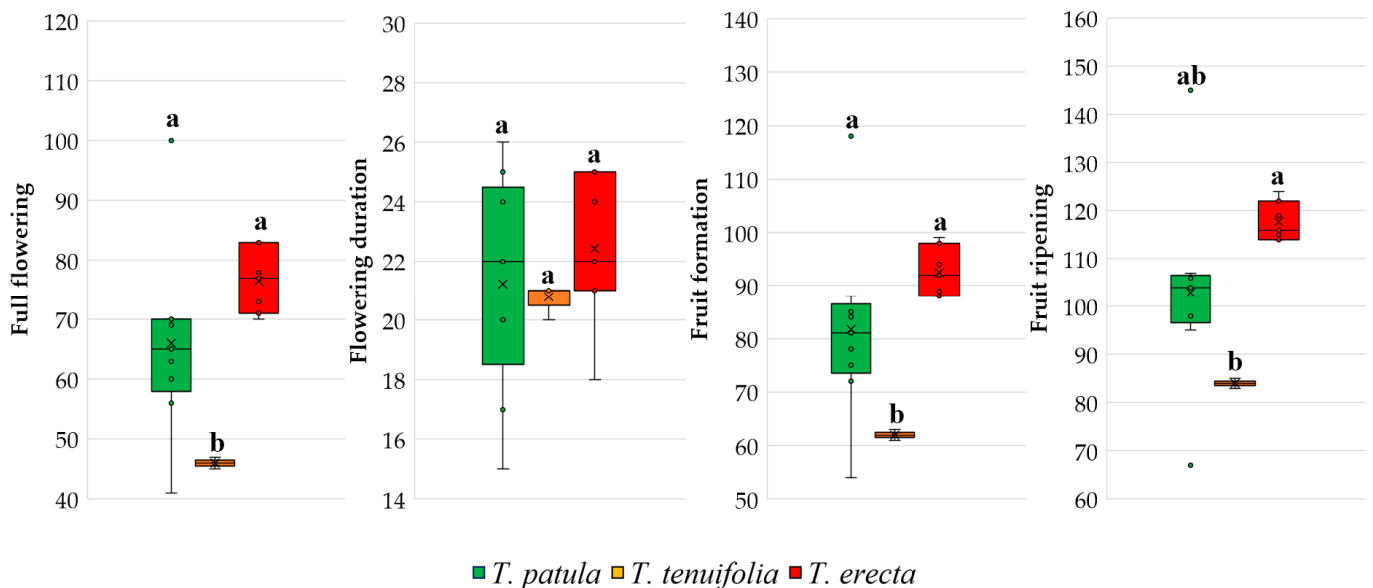 Full flowering
120
110
100
90
80
70
60
50
40
a
b
a
Flowering duration
30
28
26
24
22
20
18
16
14
a
a
a
Fruit formation
140
130
120
110
100
90
80
70
60
50
a
b
a
Fruit ripening
160
150
140
130
120
110
100
90
80
70
60
ab
b
a
T. patula T. tenuifolia T. erecta